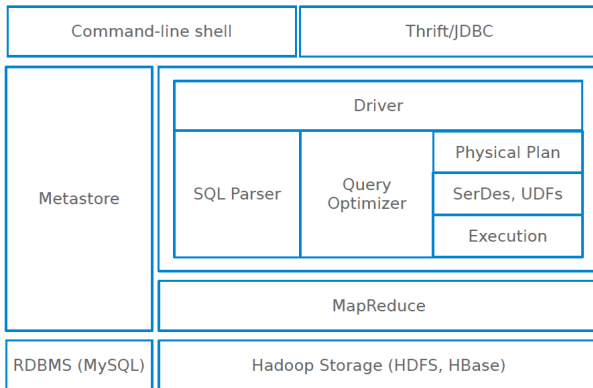 Command-line shell
Thrift/JDBC
Metastore
Driver
SQL Parser
Query
Optimizer
Physical Plan
SerDes, UDFs
Execution
MapReduce
RDBMS (MySQL)
Hadoop Storage (HDFS, HBase)